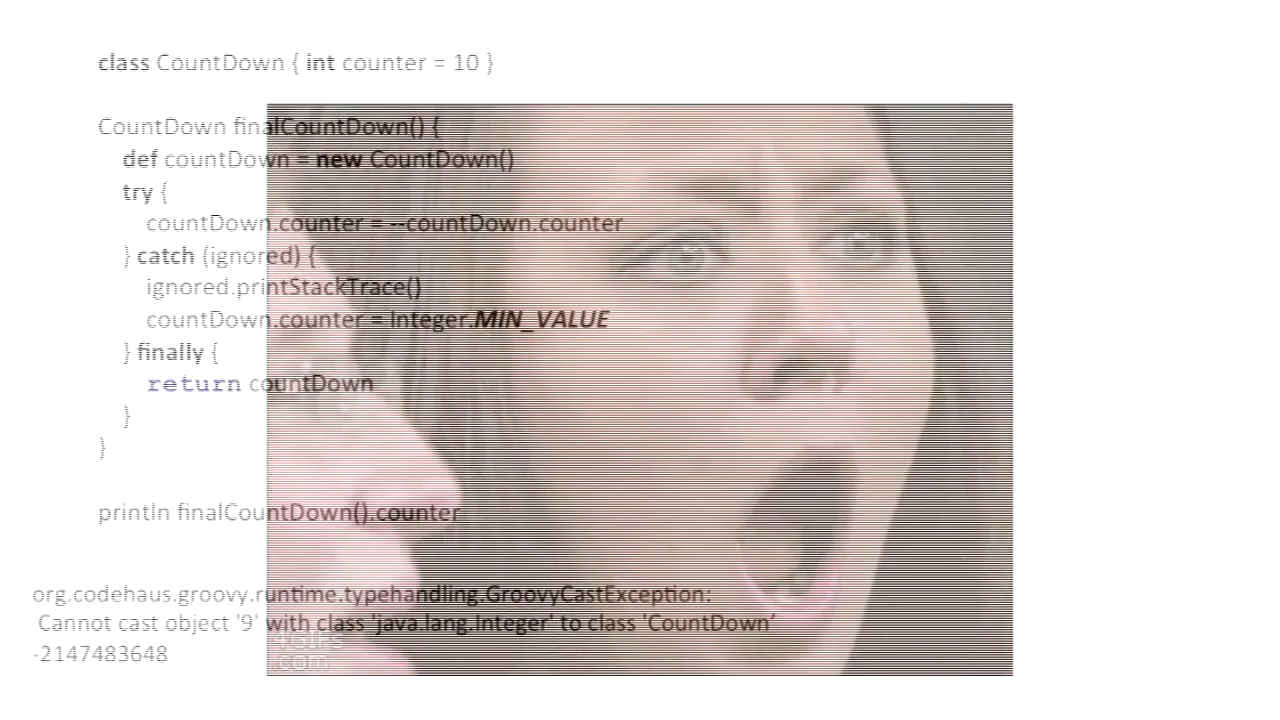 class CountDown { int counter = 10 }
CountDown finalCountDown() {
def countDown = new CountDown()
try {
countDown.counter = --countDown.counter
} catch (ignored) {
ignored.printStackTrace()
countDown.counter = Integer.MIN_VALUE
} finally {
return countDown
}
}
println finalCountDown().counter
org.codehaus.groovy.runtime.typehandling.GroovyCastException:
Cannot cast object '9' with class 'java.lang.Integer' to class 'CountDown'
-2147483648
4GIFs
.com